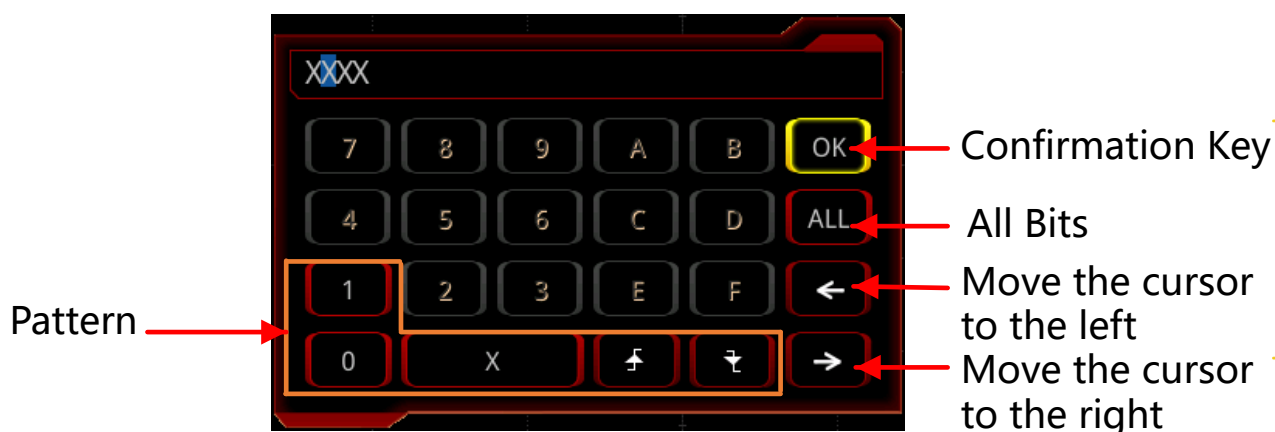 XXXX
7 8 9 A B OK
Confirmation Key
4 5 6 C D ALL
All Bits
1 2 3 E F ←
Move the cursor
to the left
Pattern
0 X →
Move the cursor
to the right